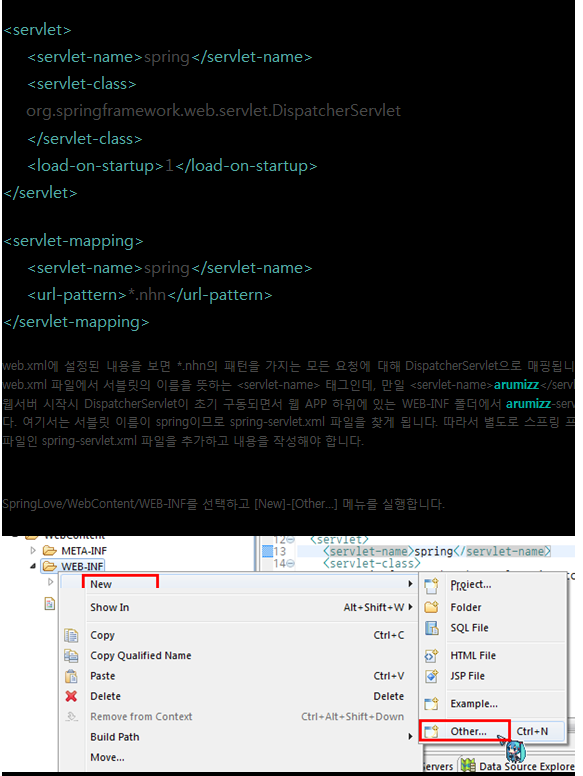 <servlet>
<servlet-name>spring</servlet-name>
<servlet-class>
org.springframework.web.servlet.DispatcherServlet
</servlet-class>
<load-on-startup>1</load-on-startup>
</servlet>
<servlet-mapping>
<servlet-name>spring</servlet-name>
<url-pattern>*.nhn</url-pattern>
</servlet-mapping>
web.xml에 설정된 내용을 보면 *.nhn의 패턴을 가지는 모든 요청에 대해 DispatcherServlet으로 매핑됩니
web.xml 파일에서 서블릿의 이름을 뜻하는 <servlet-name> 태그인데, 만일 <servlet-name>arumizz</serv
웹서버 시작시 DispatcherServlet이 초기 구동되면서 웹 APP 하위에 있는 WEB-INF 폴더에서 arumizz-serv
다. 여기서는 서블릿 이름이 spring이므로 spring-servlet.xml 파일을 찾게 됩니다. 따라서 별도로 스프링 프
파일인 spring-servlet.xml 파일을 추가하고 내용을 작성해야 합니다.
SpringLove/WebContent/WEB-INF를 선택하고 [New]-[Other...] 메뉴를 실행합니다.
WebContent
12 <servlet>
META-INF
13 <servlet-name>spring</servlet-name>
WEB-INF
14 <servlet-class>
New
Project...
Show In Alt+Shift+W
Folder
SQL File
Copy Ctrl+C
Copy Qualified Name
HTML File
Paste Ctrl+V
JSP File
Delete Delete
Example...
Remove from Context Ctrl+Alt+Shift+Down
Other... Ctrl+N
Build Path
Move...
Servers Data Source Explorer